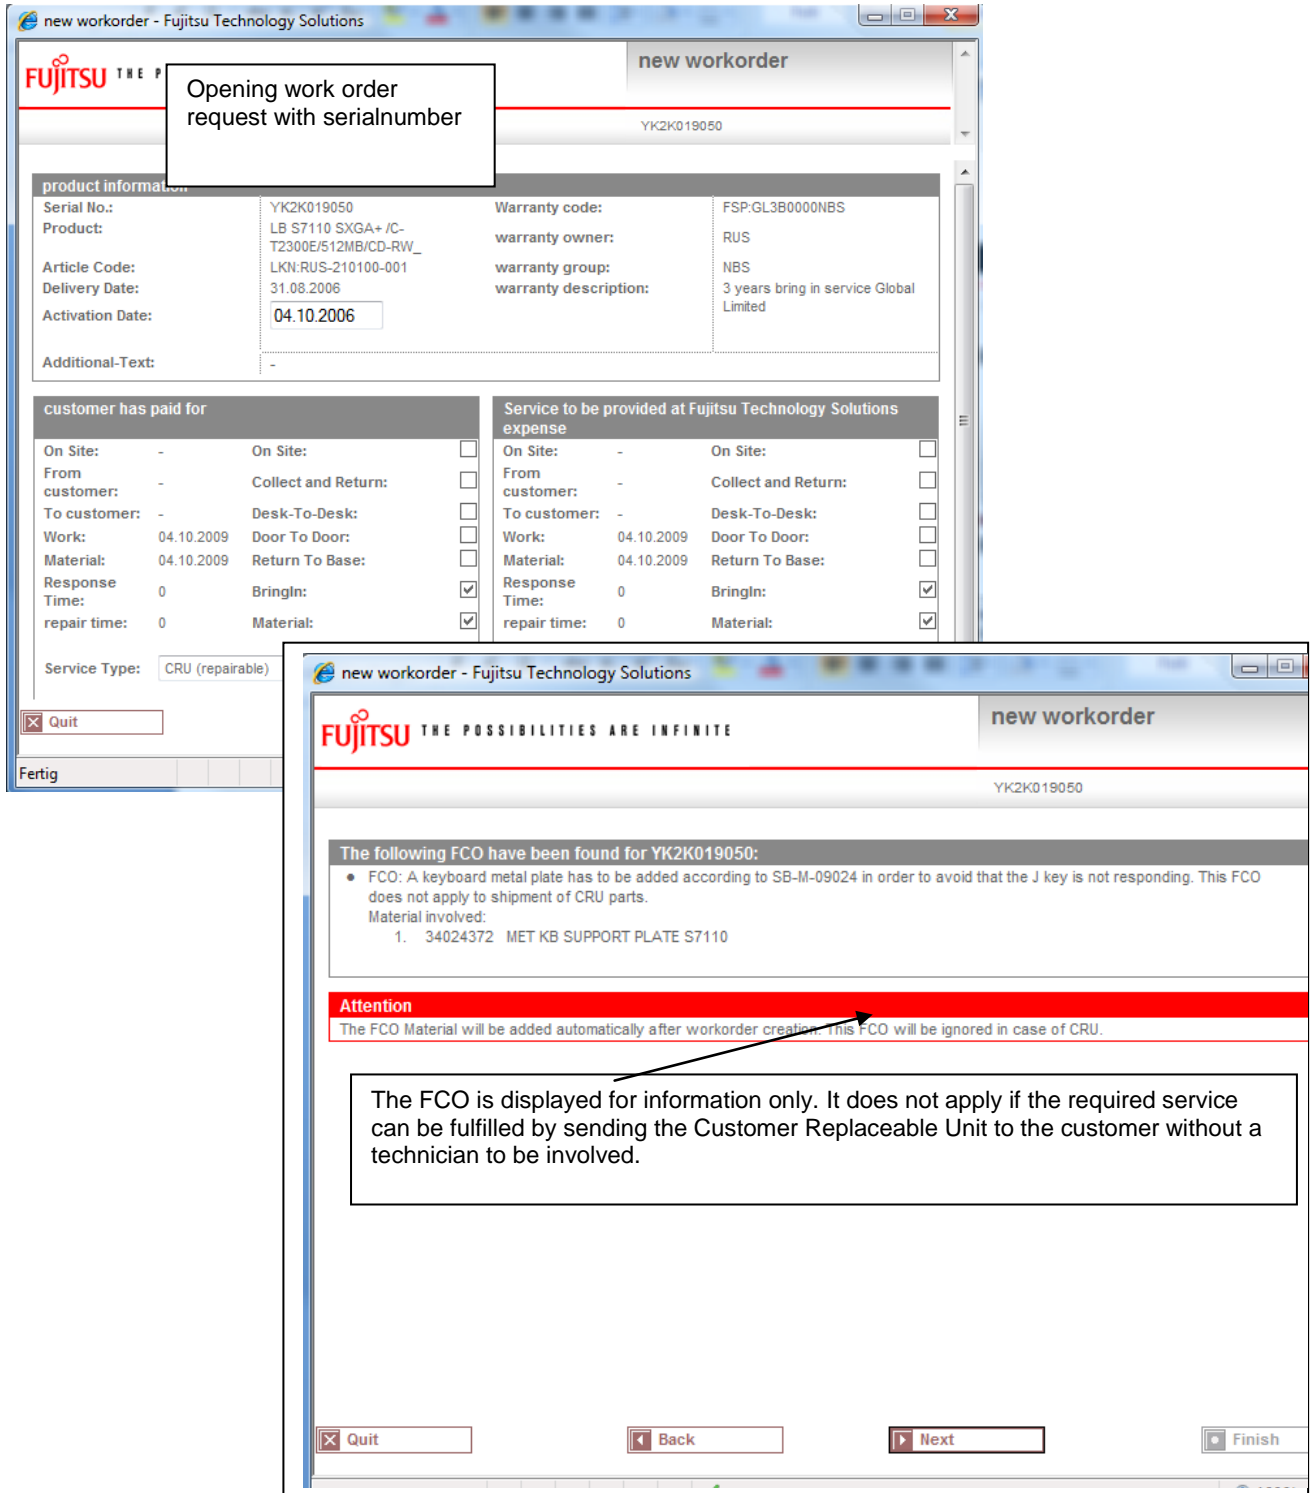 new workorder - Fujitsu Technology Solutions
FUJITSU THE P
new workorder
Opening work order
request with serialnumber
YK2K019050
product information
Serial No.: YK2K019050 Warranty code: FSP:GL3B0000NBS
Product: LB S7110 SXGA+ /C-
T2300E/512MB/CD-RW_ warranty owner: RUS
Article Code: LKN:RUS-210100-001 warranty group: NBS
Delivery Date: 31.08.2006 warranty description: 3 years bring in service Global
Limited
Activation Date: 04.10.2006
Additional-Text: -
customer has paid for
On Site: - On Site:
From
customer: - Collect and Return:
To customer: - Desk-To-Desk:
Work: 04.10.2009 Door To Door:
Material: 04.10.2009 Return To Base:
Response
Time: 0 BringIn:
repair time: 0 Material:
Service to be provided at Fujitsu Technology Solutions
expense
On Site: - On Site:
From
customer: - Collect and Return:
To customer: - Desk-To-Desk:
Work: 04.10.2009 Door To Door:
Material: 04.10.2009 Return To Base:
Response
Time: 0 BringIn:
repair time: 0 Material:
Service Type: CRU (repairable)
Quit
Fertig
new workorder - Fujitsu Technology Solutions
FUJITSU THE POSSIBILITIES ARE INFINITE
new workorder
YK2K019050
The following FCO have been found for YK2K019050:
• FCO: A keyboard metal plate has to be added according to SB-M-09024 in order to avoid that the J key is not responding. This FCO
does not apply to shipment of CRU parts.
Material involved:
1. 34024372 MET KB SUPPORT PLATE S7110
Attention
The FCO Material will be added automatically after workorder creation. This FCO will be ignored in case of CRU.
The FCO is displayed for information only. It does not apply if the required service
can be fulfilled by sending the Customer Replaceable Unit to the customer without a
technician to be involved.
Quit Back Next Finish